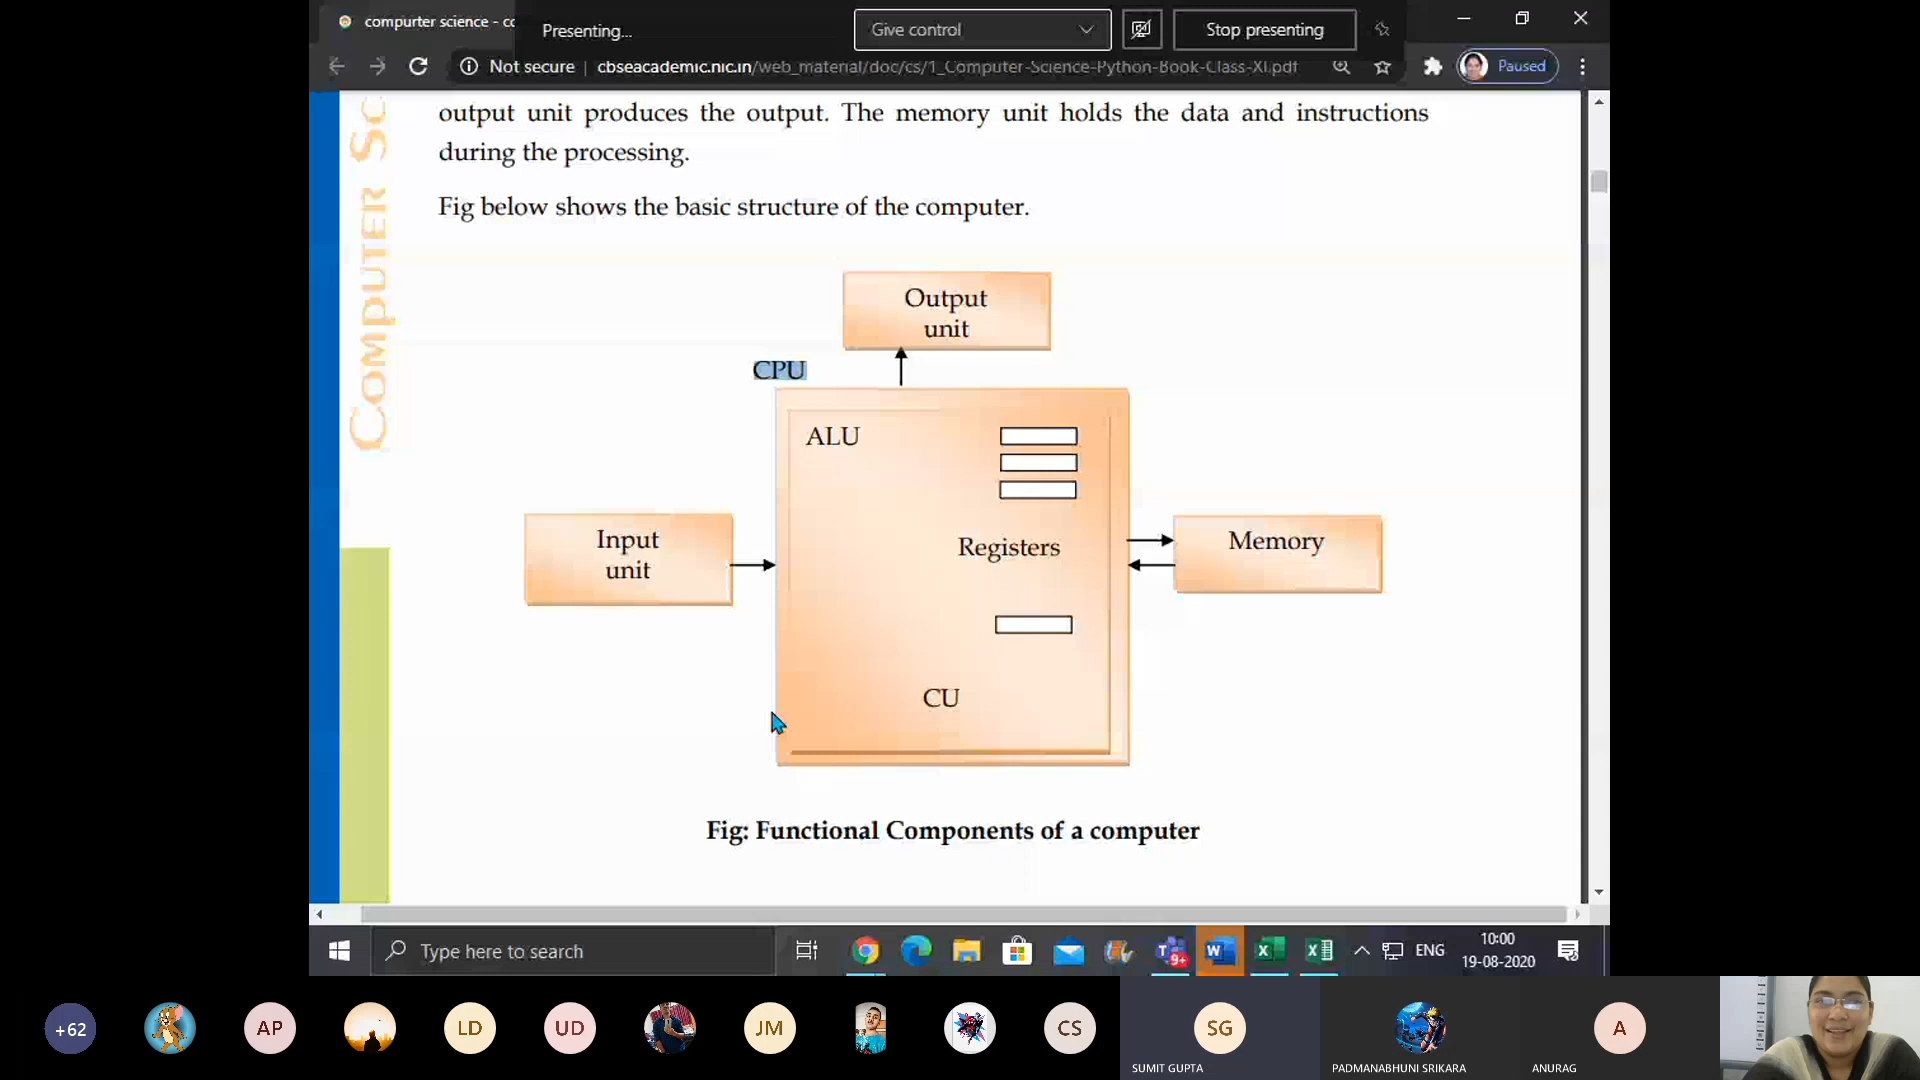 compurter science - cc
Presenting...
Give control
Stop presenting
Not secure | cbseacademic.nic.in/web_material/doc/cs/1_Computer-Science-Python-Book-Class-XI.pdf
Paused
COMPUTER SC
output unit produces the output. The memory unit holds the data and instructions
during the processing.
Fig below shows the basic structure of the computer.
Output
unit
CPU
ALU
Input
unit
Registers
Memory
CU
Fig: Functional Components of a computer
Type here to search
9+
ENG
10:00
19-08-2020
+62
AP
LD
UD
JM
CS
SG
A
SUMIT GUPTA
PADMANABHUNI SRIKARA
ANURAG